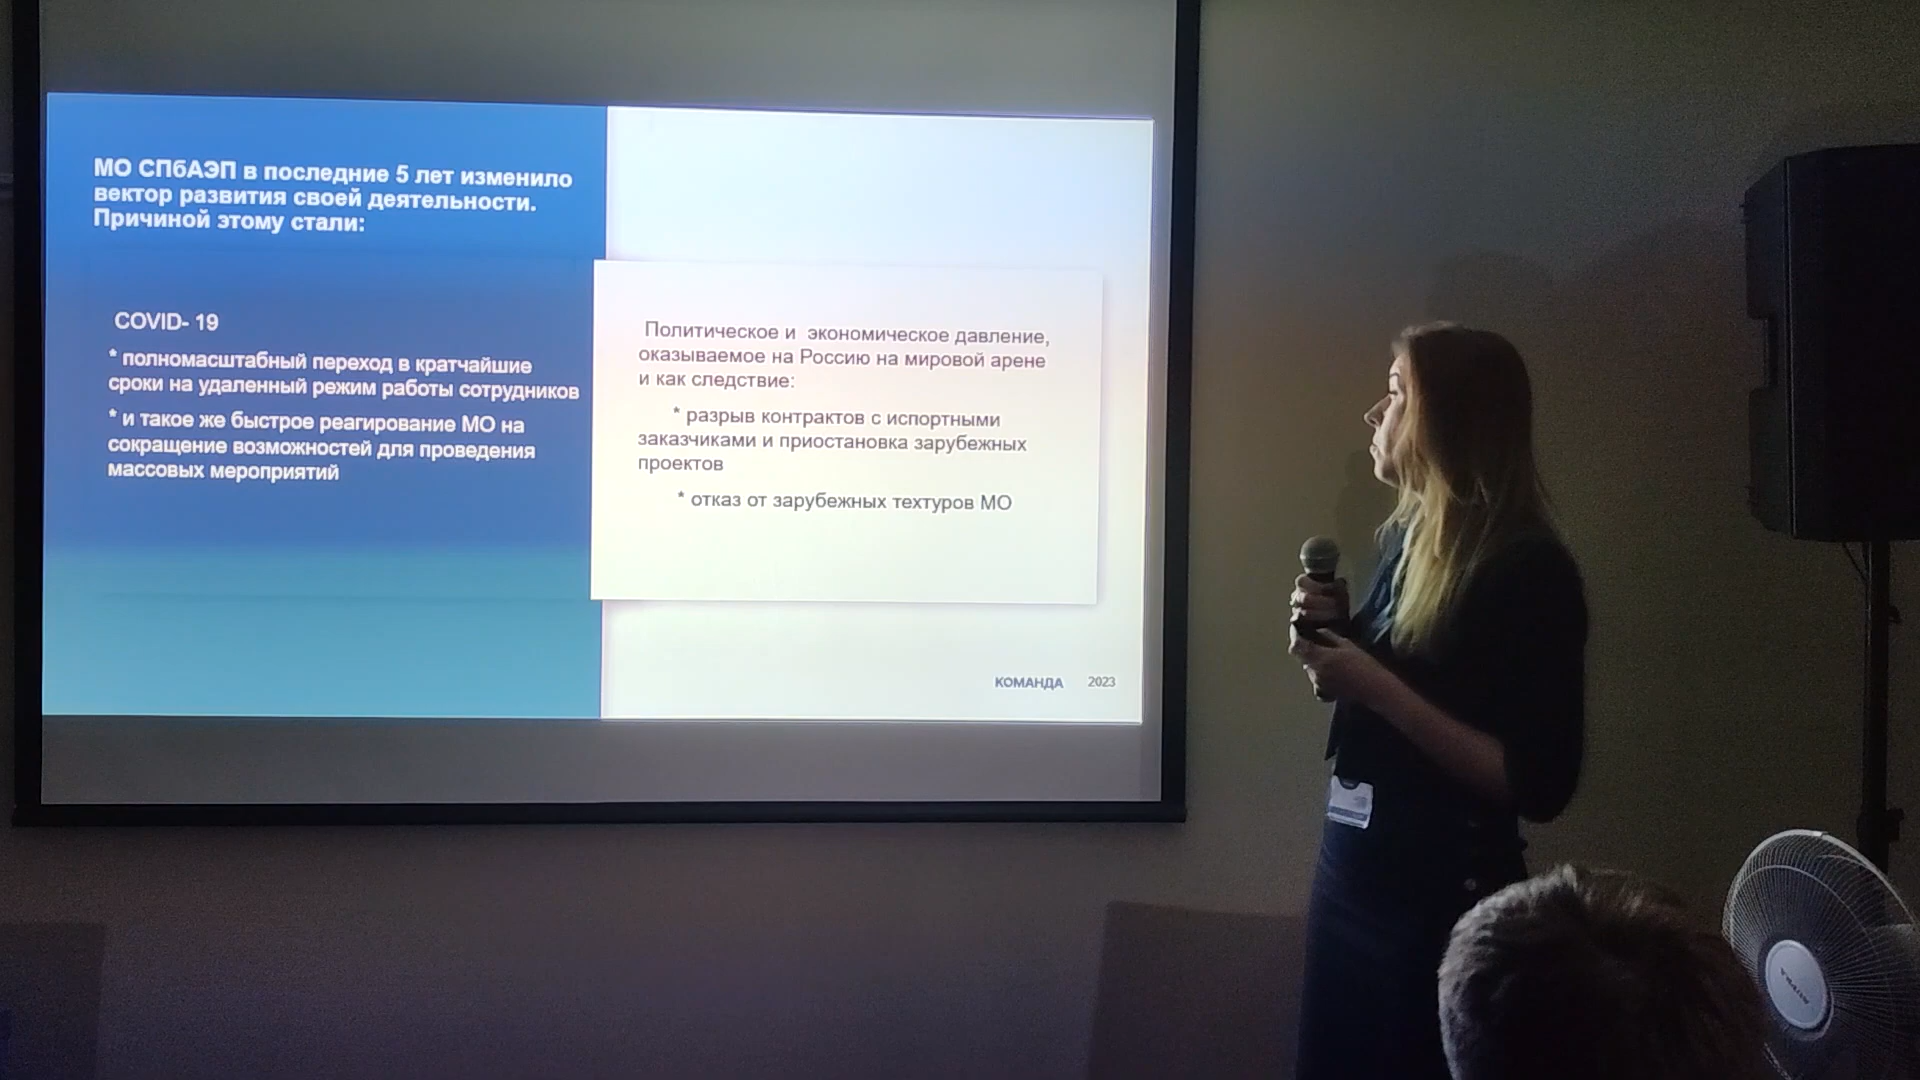 МО СПбАЭП в последние 5 лет изменило
вектор развития своей деятельности.
Причиной этому стали:
COVID- 19
* полномасштабный переход в кратчайшие
сроки на удаленный режим работы сотрудников
* и такое же быстрое реагирование МО на
сокращение возможностей для проведения
массовых мероприятий
Политическое и экономическое давление,
оказываемое на Россию на мировой арене
и как следствие:
* разрыв контрактов с испортными
заказчиками и приостановка зарубежных
проектов
* отказ от зарубежных техтуров МО
КОМАНДА 2023